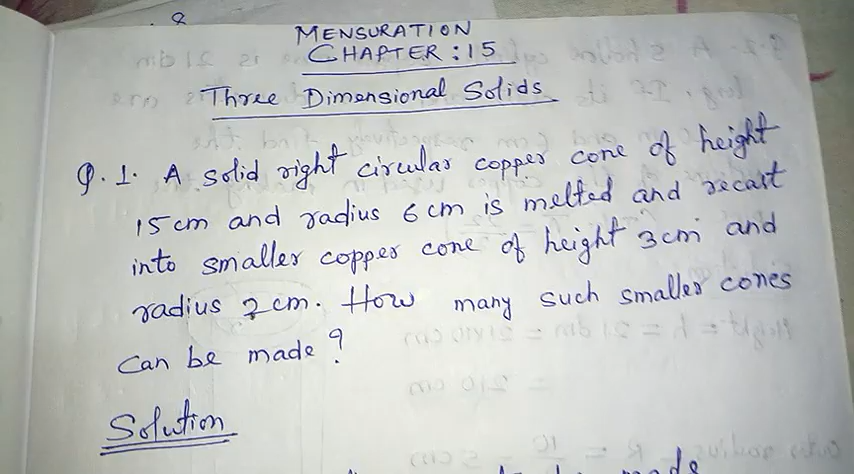 MENSURATION
CHAPTER : 15
Three Dimensional Solids
Q. 1. A solid right circular copper cone of height
15 cm and radius 6 cm is melted and recast
into smaller copper cone of height 3 cm and
radius 2 cm. How many such smaller cones
can be made ?
Solution
made